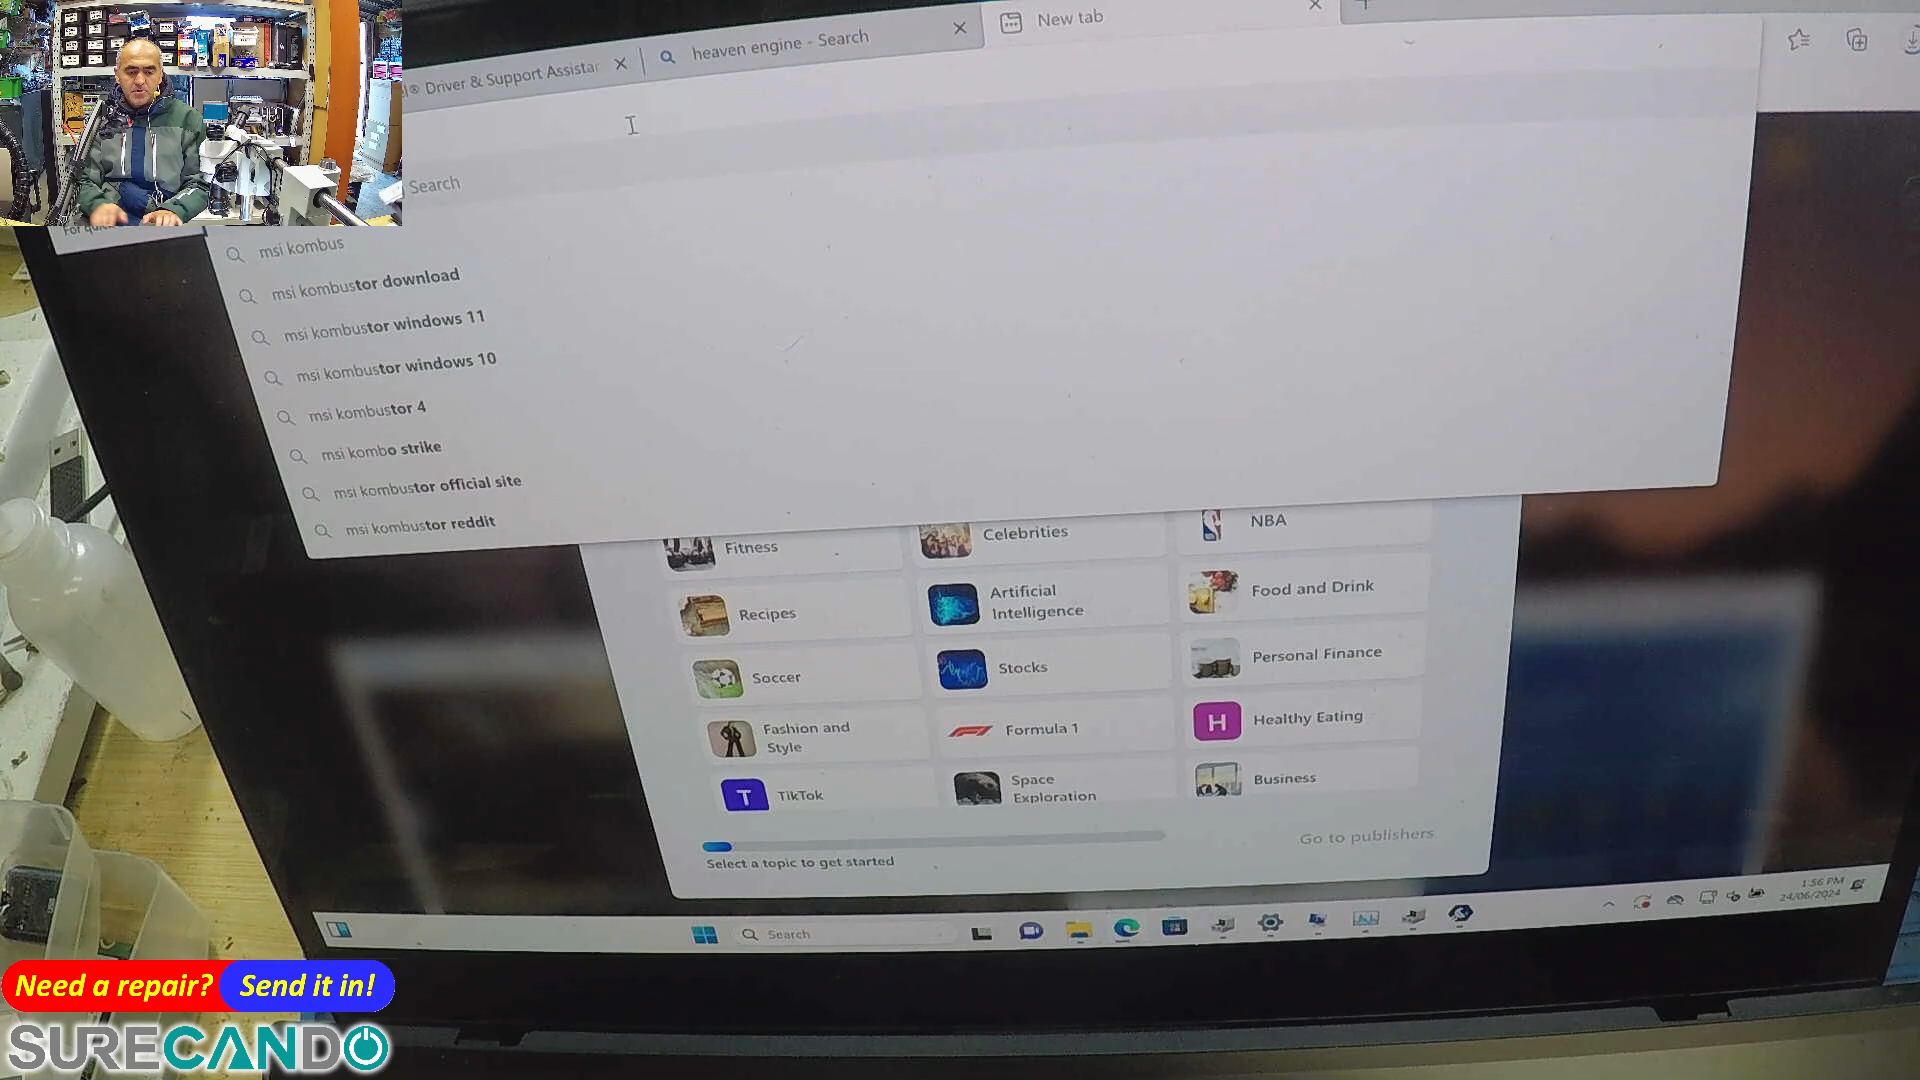 Driver & Support Assistan
heaven engine - Search
New tab
Search
For qui
msi kombus
msi kombustor download
msi kombustor windows 11
msi kombustor windows 10
msi kombustor 4
msi kombo strike
msi kombustor official site
msi kombustor reddit
Fitness
Celebrities
NBA
Recipes
Artificial
Intelligence
Food and Drink
Soccer
Stocks
Personal Finance
Fashion and
Style
Formula 1
H
Healthy Eating
T
TikTok
Space
Exploration
Business
Select a topic to get started
Go to publishers
Search
1:56 PM
24/06/2024
Need a repair? Send it in!
SURECANDO